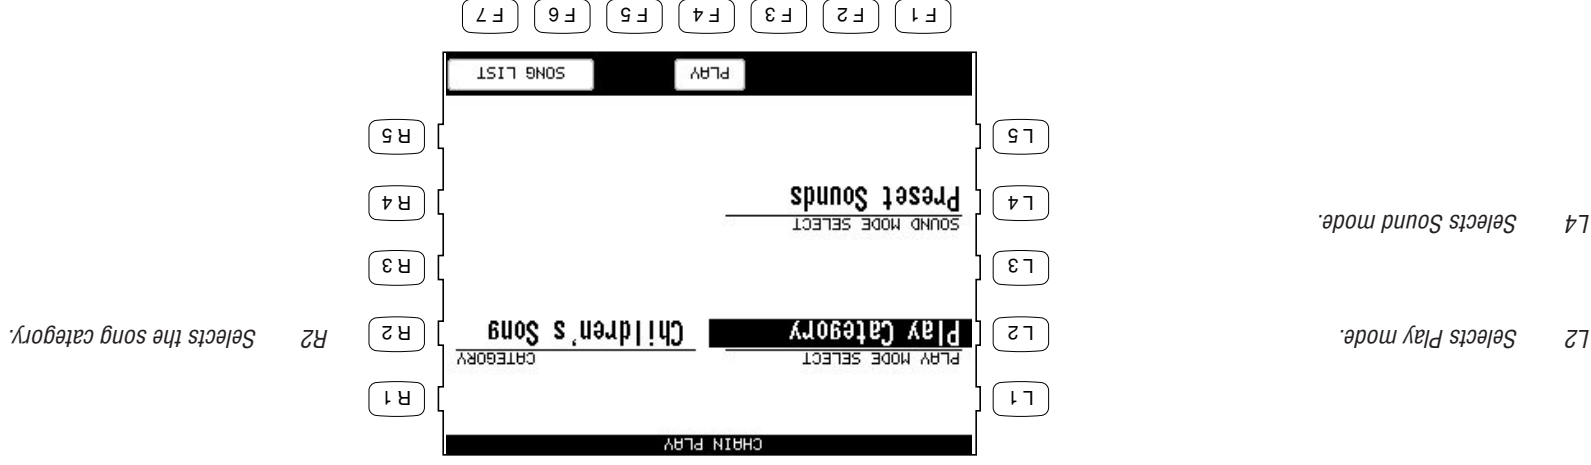 CHAIN PLAY
L1
R1
PLAY MODE SELECT
CATEGORY
L2 Selects Play mode.
L2
Play Category
Children's Song
R2
R2 Selects the song category.
L3
R3
SOUND MODE SELECT
L4 Selects Sound mode.
L4
Preset Sounds
R4
L5
R5
PLAY
SONG LIST
F1
F2
F3
F4
F5
F6
F7